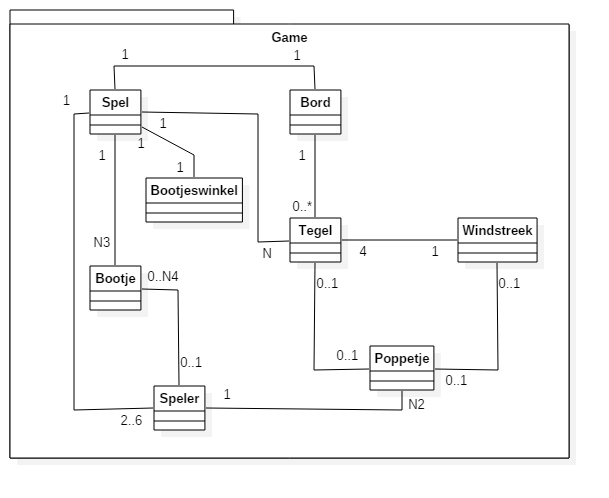 Game
1
1
1
Spel
Bord
1
1
1
1
1
Bootjeswinkel
0..*
Tegel
Windstreek
N3
N
4
1
Bootje
0..N4
0..1
0..1
0..1
0..1
Poppetje
0..1
Speler
1
N2
2..6